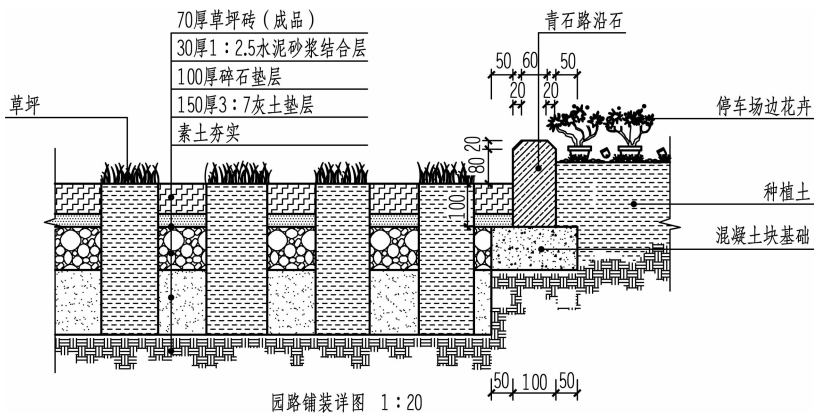 70厚草坪砖（成品）
30厚1：2.5水泥砂浆结合层
100厚碎石垫层
150厚3：7灰土垫层
素土夯实
草坪
青石路沿石
50 60 50
20 20
停车场边花卉
20
80
100
种植土
混凝土块基础
50 100 50
园路铺装详图 1：20